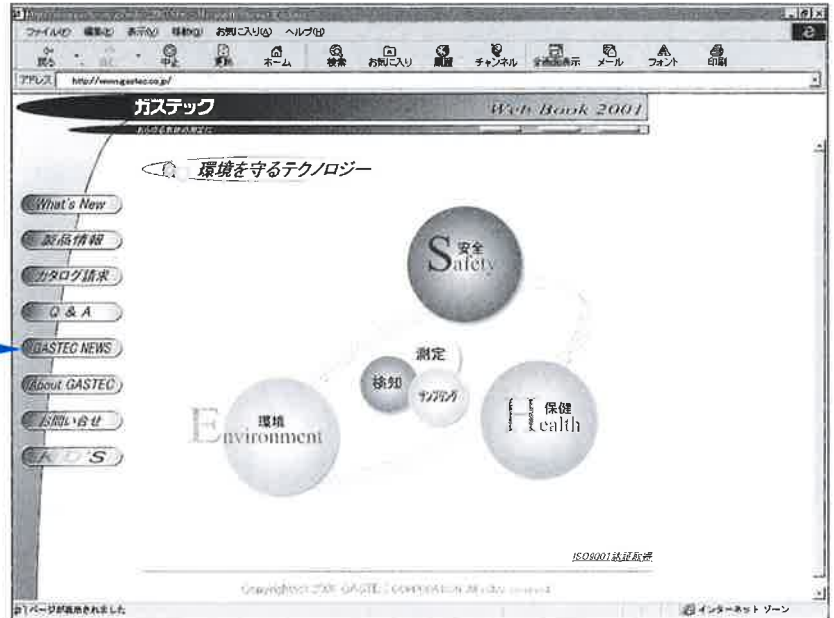 ファイル(F) 編集(E) 表示(V) 移動(G) お気に入り(A) ヘルプ(H)
戻る 中止 更新 ホーム 検索 お気に入り 履歴 チャンネル 全画面表示 メール フォント 印刷
アドレス http://www.gastec.co.jp/
ガステック Web Book 2001
環境を守るテクノロジー
What's New
製品情報
カタログ請求
Q & A
GASTEC NEWS
About GASTEC
お問い合せ
KD'S
安全
Safety
測定
検知
サンプリング
環境
Environment
保健
Health
ISO9001認証取得
ページが表示されました
インターネット ゾーン